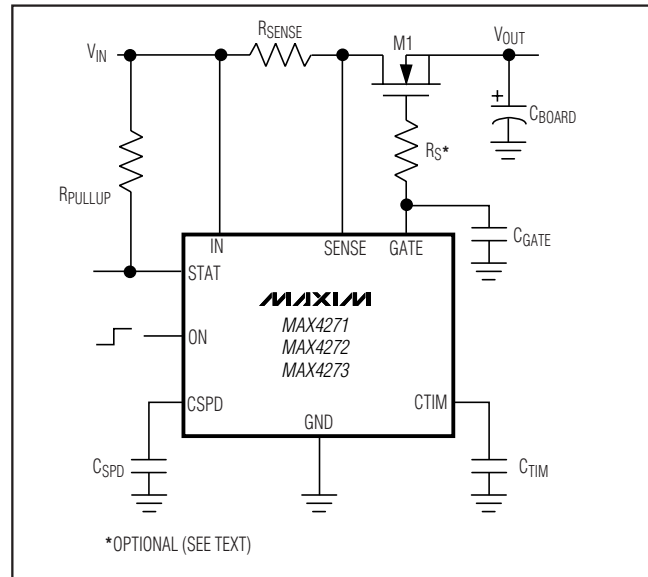 RSENSE
VIN
M1
VOUT
+
CBOARD
RS*
RPULLUP
CGATE
IN
SENSE
GATE
STAT
MAXIM
MAX4271
MAX4272
MAX4273
ON
CSPD
CTIM
GND
CSPD
CTIM
*OPTIONAL (SEE TEXT)